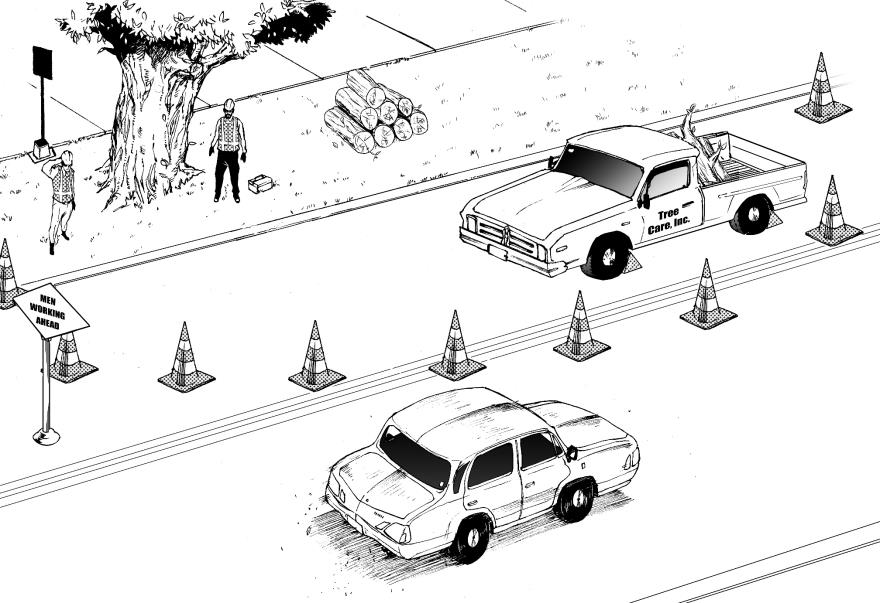 MEN
WORKING
AHEAD
Tree
Care, Inc.